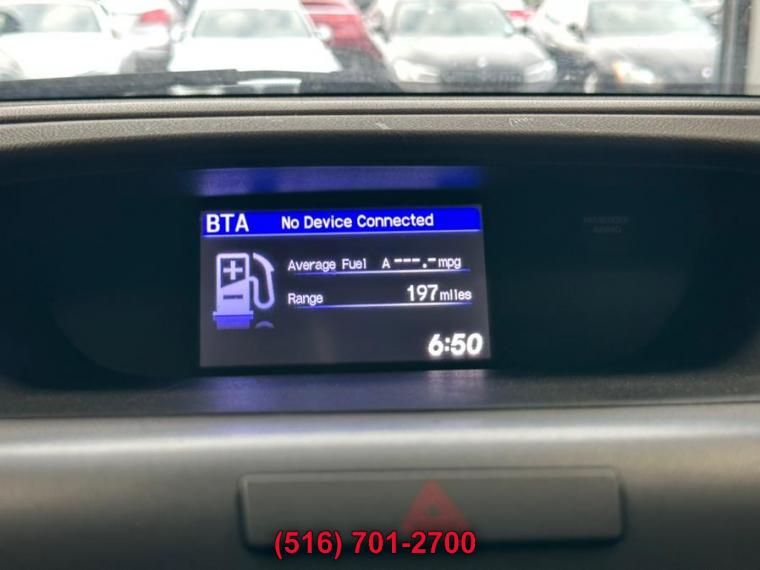 BTA No Device Connected
Average Fuel A ---.- mpg
Range 197 miles
6:50
(516) 701-2700